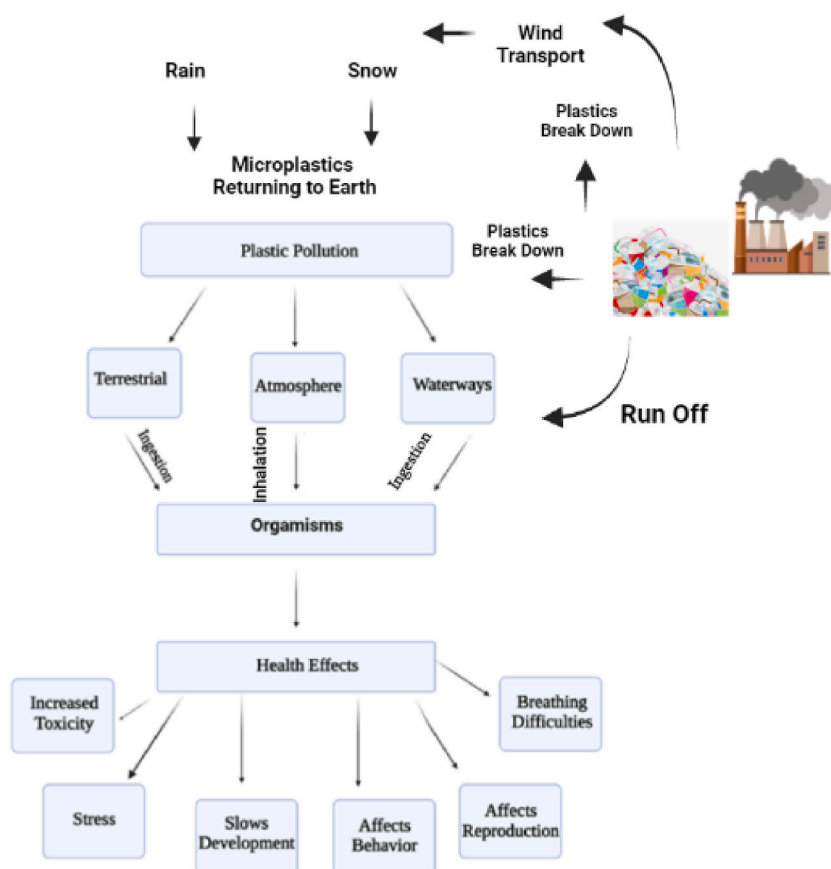 Wind
Transport
Rain
Snow
Plastics
Break Down
Microplastics
Returning to Earth
Plastics
Break Down
Plastic Pollution
Terrestrial
Atmosphere
Waterways
Run Off
Ingestion
Inhalation
Ingestion
Orgamisms
Health Effects
Increased
Toxicity
Breathing
Difficulties
Stress
Slows
Development
Affects
Behavior
Affects
Reproduction